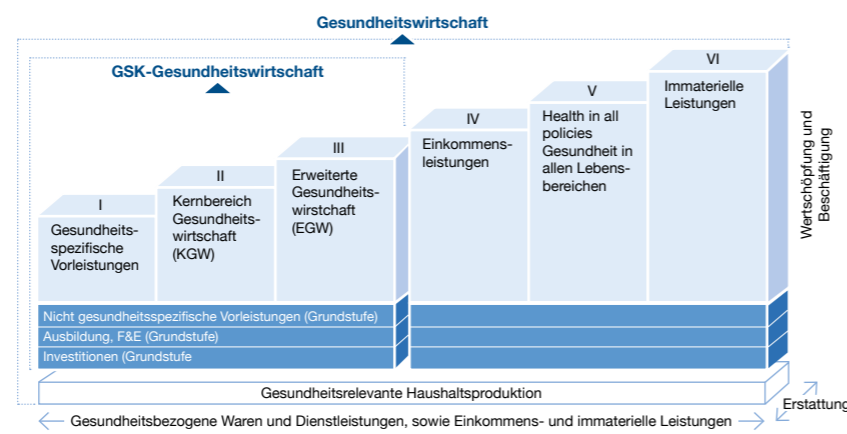 Gesundheitswirtschaft
GSK-Gesundheitswirtschaft
I
Gesundheits-
spezifische
Vorleistungen
II
Kernbereich
Gesundheits-
wirtschaft
(KGW)
III
Erweiterte
Gesundheits-
wirstchaft
(EGW)
IV
Einkommens-
leistungen
V
Health in all
policies
Gesundheit in
allen Lebens-
bereichen
VI
Immaterielle
Leistungen
Wertschöpfung und
Beschäftigung
Nicht gesundheitsspezifische Vorleistungen (Grundstufe)
Ausbildung, F&E (Grundstufe)
Investitionen (Grundstufe
Gesundheitsrelevante Haushaltsproduktion
Erstattung
Gesundheitsbezogene Waren und Dienstleistungen, sowie Einkommens- und immaterielle Leistungen